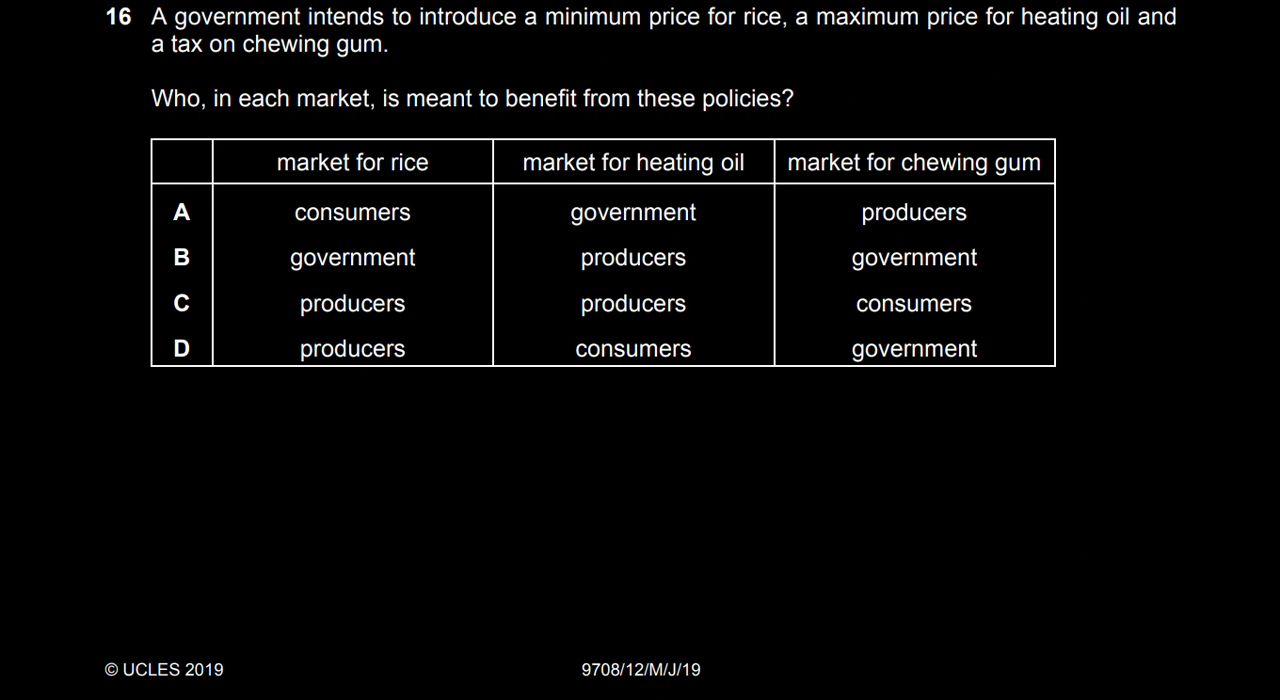 16 A government intends to introduce a minimum price for rice, a maximum price for heating oil and
a tax on chewing gum.
Who, in each market, is meant to benefit from these policies?
market for rice market for heating oil market for chewing gum
A consumers government producers
B government producers government
C producers producers consumers
D producers consumers government
© UCLES 2019 9708/12/M/J/19